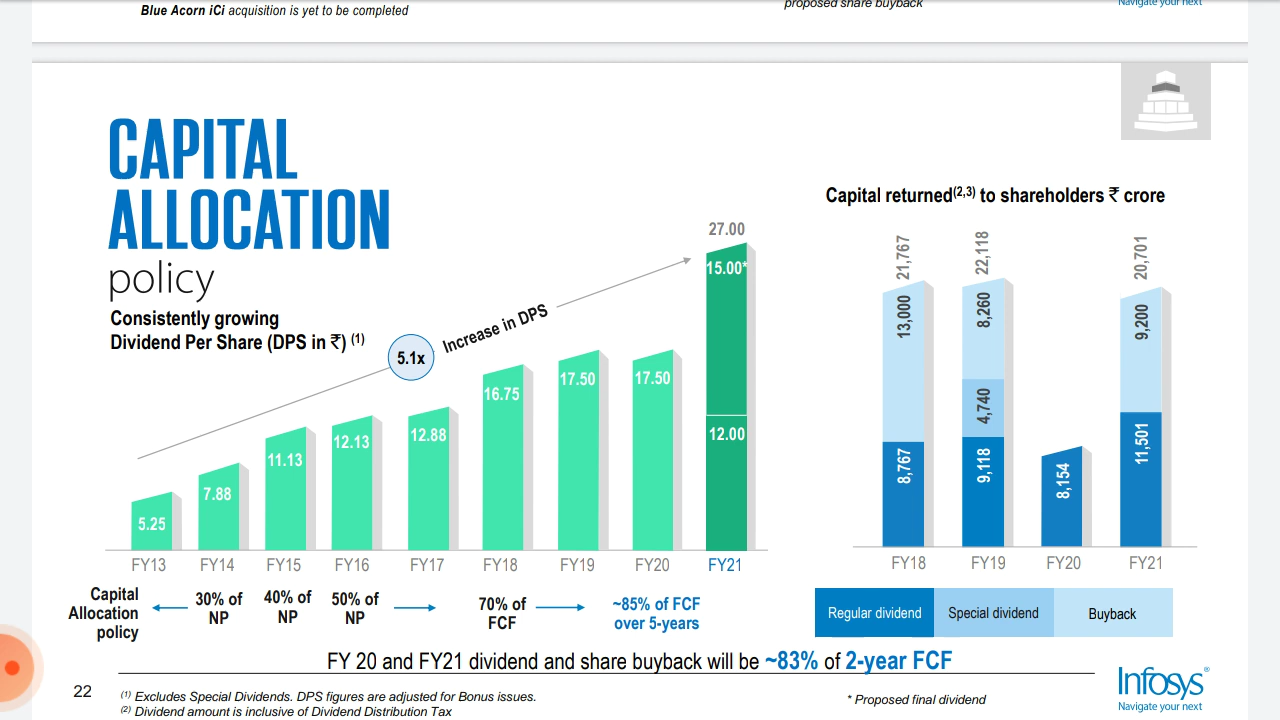 Blue Acorn iCi acquisition is yet to be completed
proposed share buyback
Navigate your next
CAPITAL
ALLOCATION
policy
Consistently growing
Dividend Per Share (DPS in ₹) (1)
5.1x
Increase in DPS
5.25
7.88
11.13
12.13
12.88
16.75
17.50
17.50
27.00
15.00*
12.00
FY13 FY14 FY15 FY16 FY17 FY18 FY19 FY20 FY21
Capital
Allocation
policy
30% of
NP
40% of
NP
50% of
NP
70% of
FCF
~85% of FCF
over 5-years
Capital returned(2,3) to shareholders ₹ crore
21,767
13,000
8,767
22,118
8,260
4,740
9,118
8,154
20,701
9,200
11,501
FY18 FY19 FY20 FY21
Regular dividend Special dividend Buyback
FY 20 and FY21 dividend and share buyback will be ~83% of 2-year FCF
22
(1) Excludes Special Dividends. DPS figures are adjusted for Bonus issues.
(2) Dividend amount is inclusive of Dividend Distribution Tax
* Proposed final dividend
Infosys®
Navigate your next